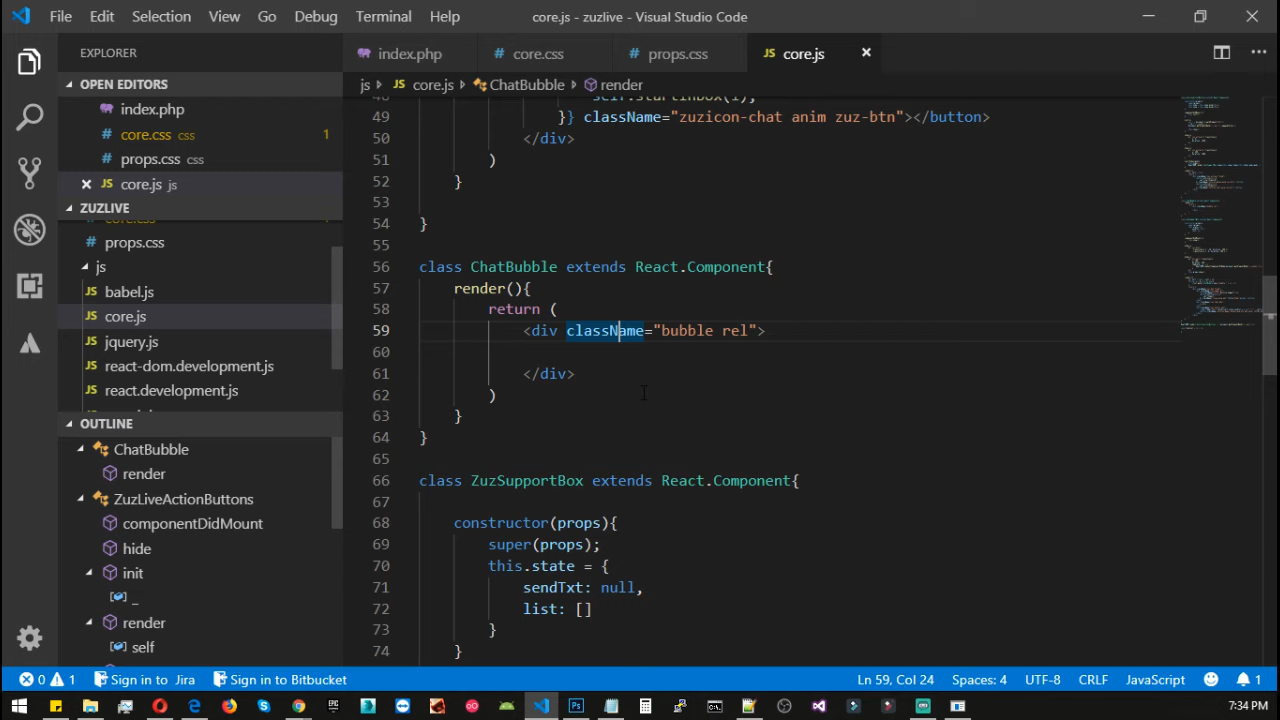 File Edit Selection View Go Debug Terminal Help core.js - zuzlive - Visual Studio Code
EXPLORER
OPEN EDITORS
index.php
core.css css 1
props.css css
core.js js
ZUZLIVE
core.css
props.css
js
babel.js
core.js
jquery.js
react-dom.development.js
react.development.js
OUTLINE
ChatBubble
render
ZuzLiveActionButtons
componentDidMount
hide
init
_
render
self
index.php core.css props.css JS core.js
js JS core.js ChatBubble render
48 self.startInbox(1);
49 }} className="zuzicon-chat anim zuz-btn"></button>
50 </div>
51 )
52 }
53
54 }
55
56 class ChatBubble extends React.Component{
57 render(){
58 return (
59 <div className="bubble rel">
60
61 </div>
62 )
63 }
64 }
65
66 class ZuzSupportBox extends React.Component{
67
68 constructor(props){
69 super(props);
70 this.state = {
71 sendTxt: null,
72 list: []
73 }
74 }
0 1 Sign in to Jira Sign in to Bitbucket Ln 59, Col 24 Spaces: 4 UTF-8 CRLF JavaScript 1
7:34 PM